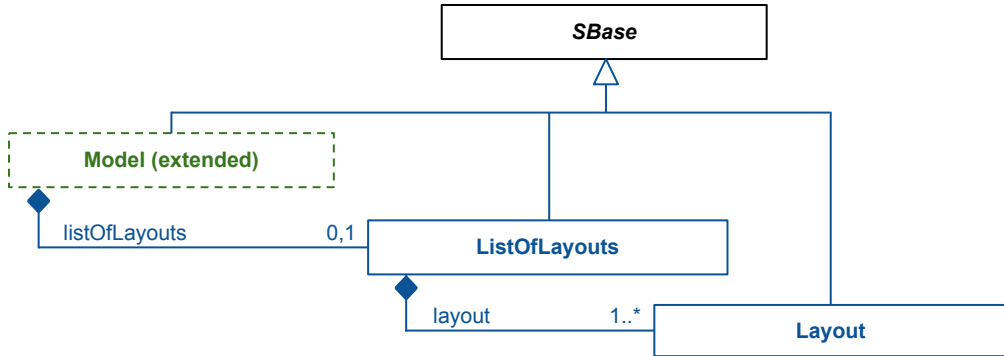 SBase
Model (extended)
listOfLayouts
0,1
ListOfLayouts
layout
1..*
Layout